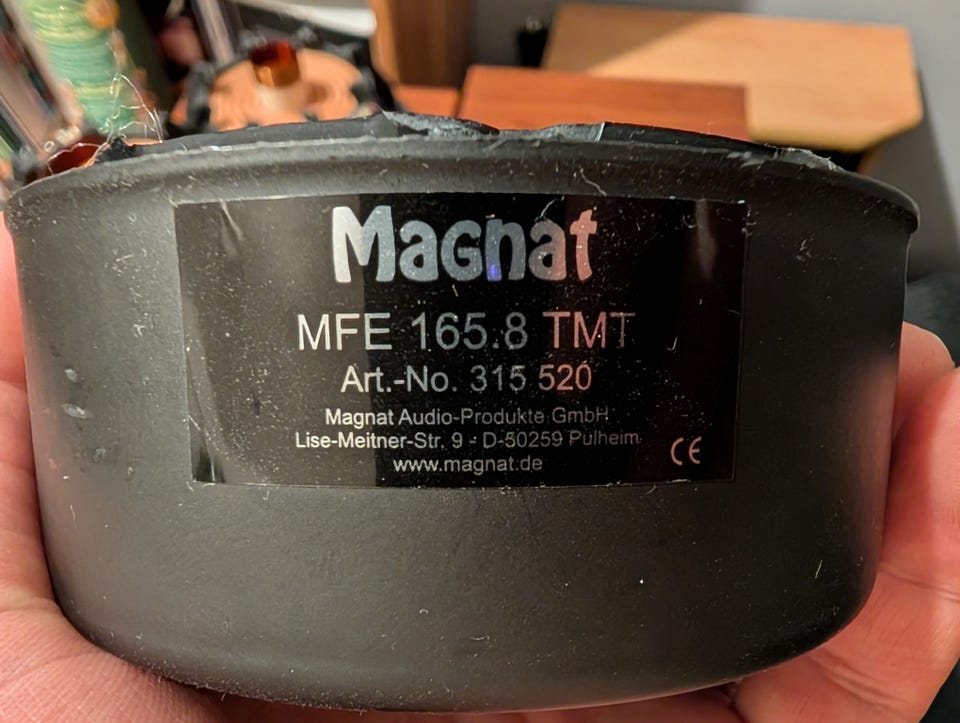 Magnat
MFE 165.8 TMT
Art.-No. 315 520
Magnat Audio-Produkte GmbH
Lise-Meitner-Str. 9 - D-50259 Pulheim
www.magnat.de
CE